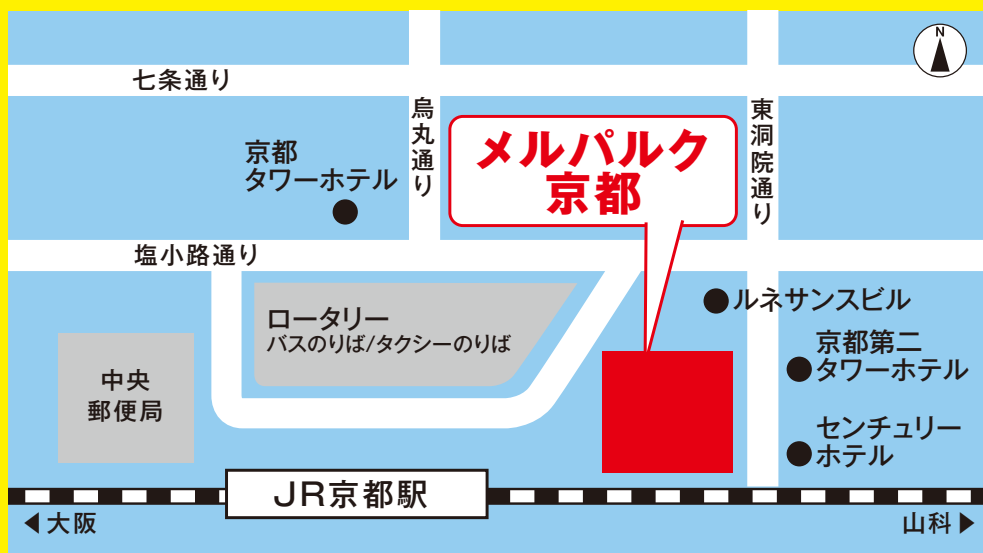 N
七条通り
烏丸通り
東洞院通り
メルパルク
京都
京都
タワーホテル
塩小路通り
ルネサンスビル
ロータリー
バスのりば/タクシーのりば
京都第二
タワーホテル
中央
郵便局
センチュリー
ホテル
JR京都駅
◀大阪
山科▶